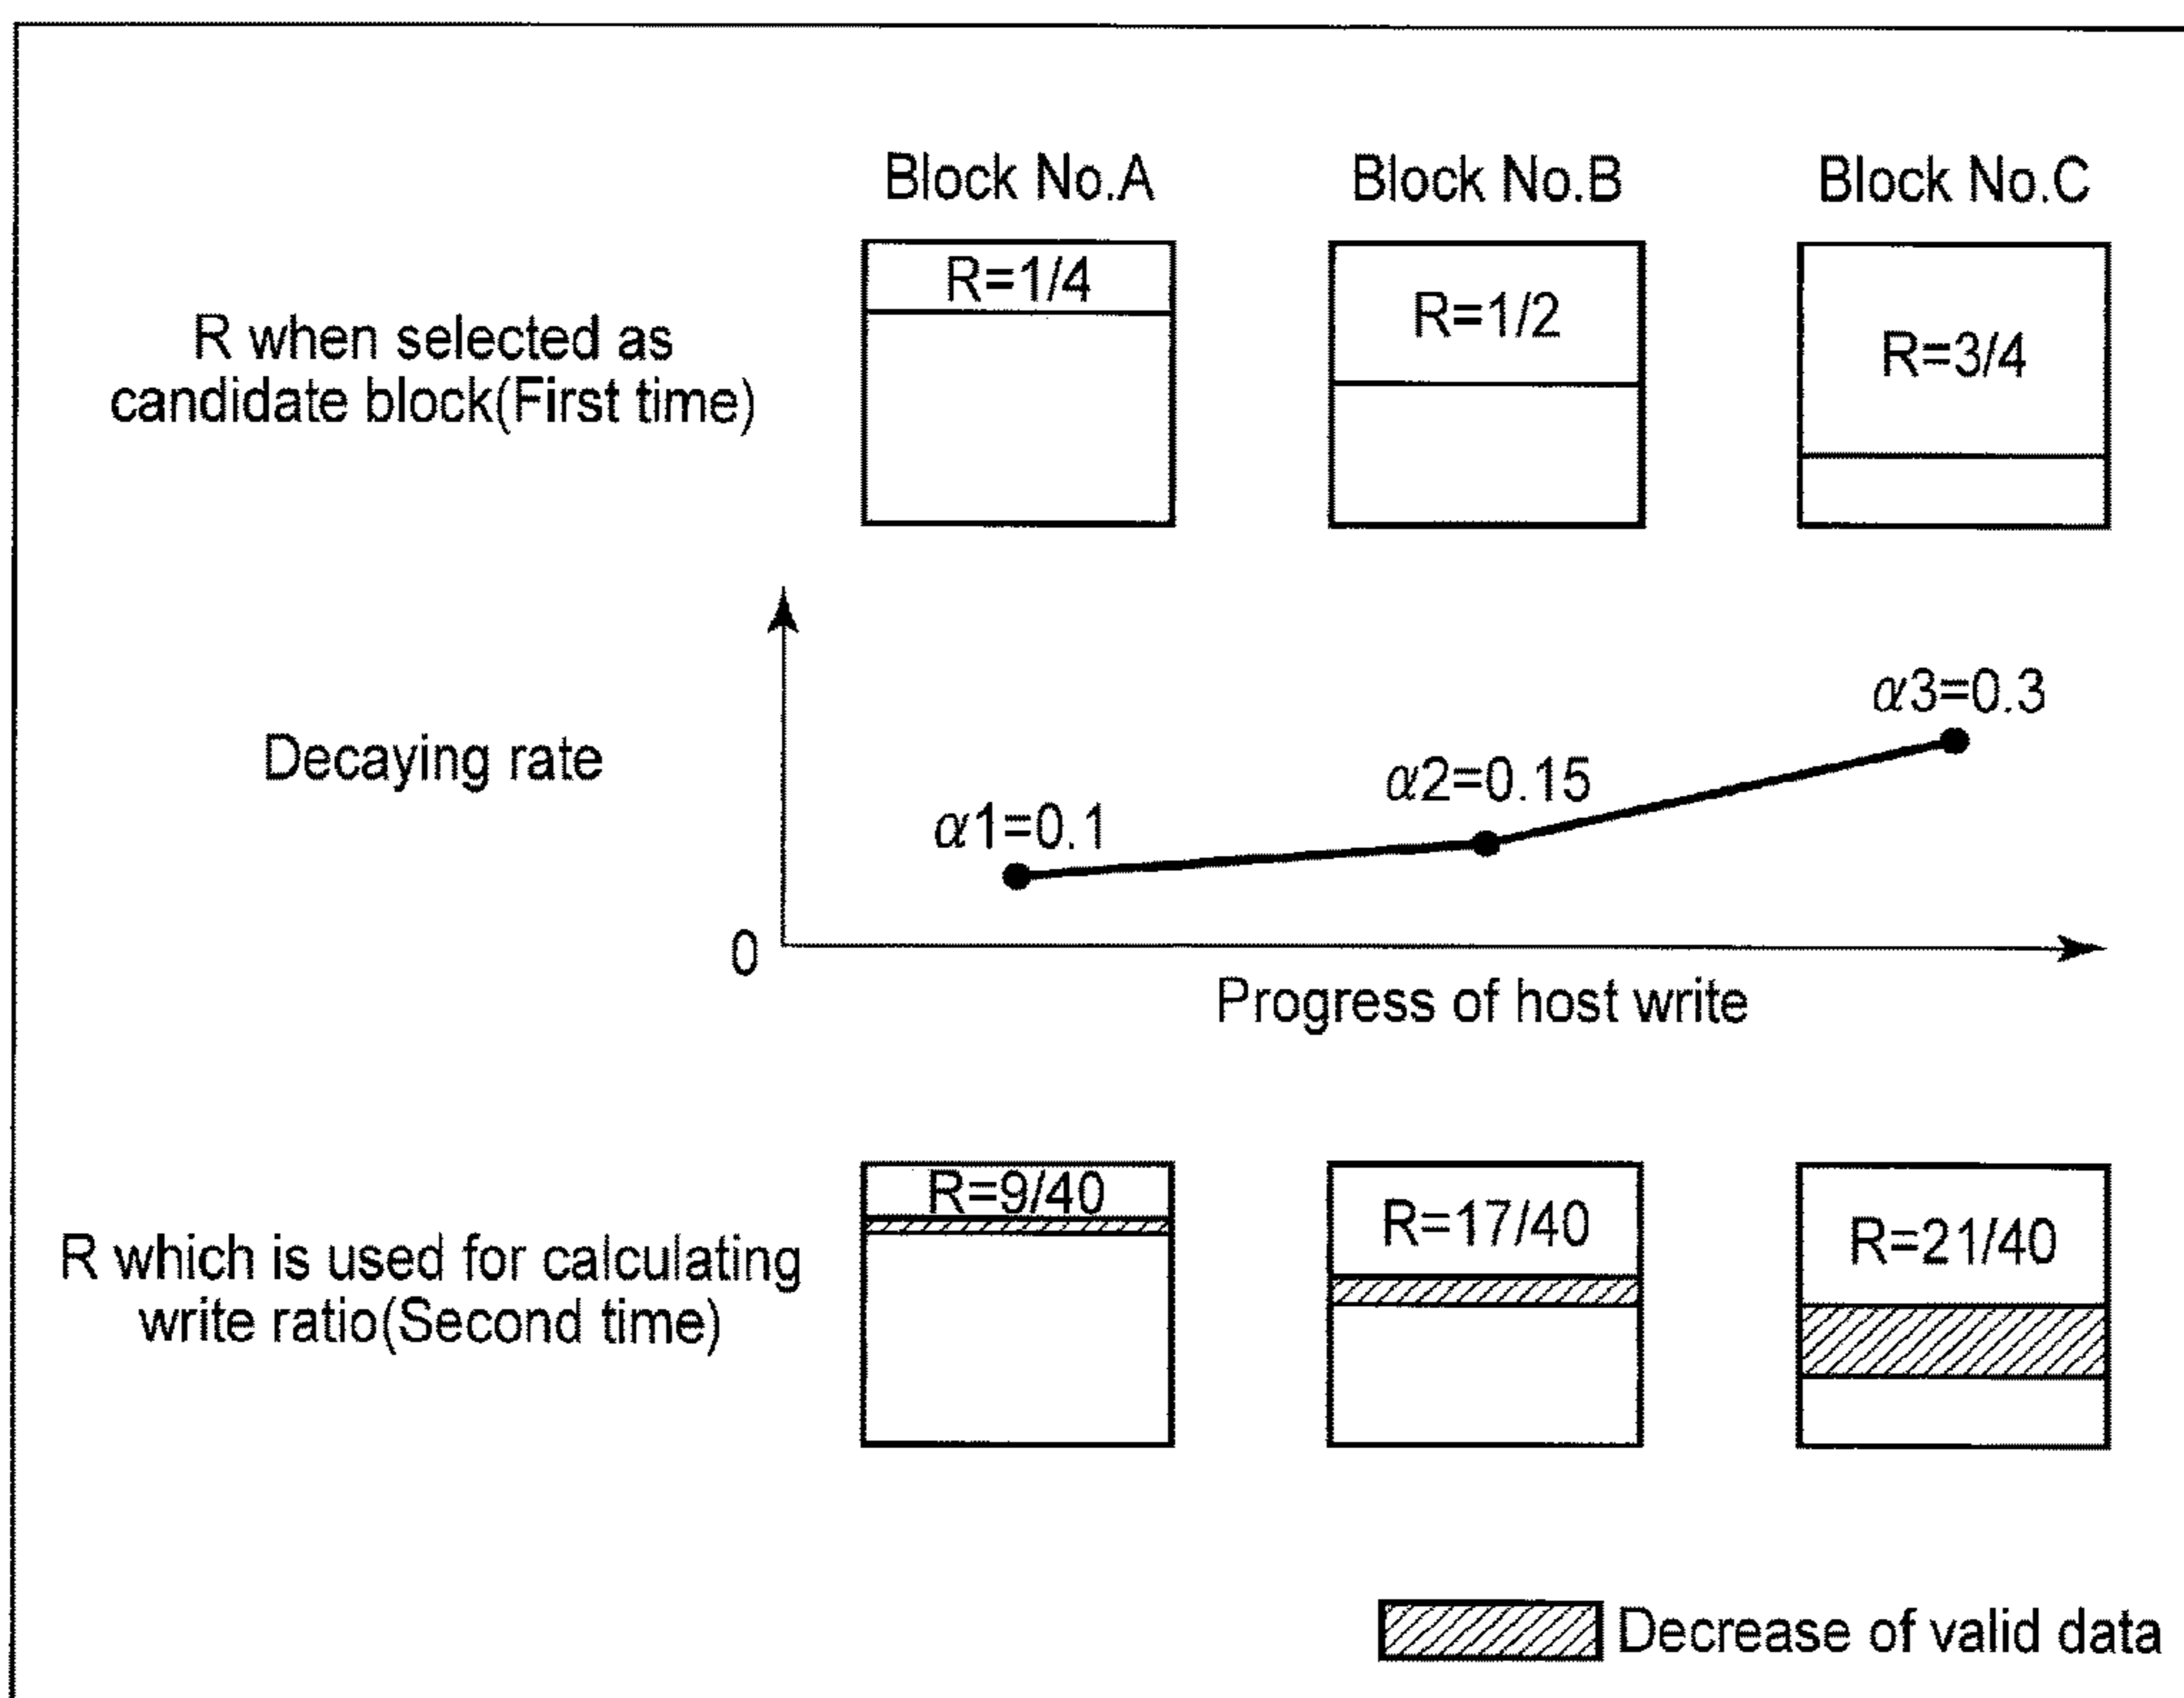 Block No.A
Block No.B
Block No.C
R when selected as
candidate block(First time)
R=1/4
R=1/2
R=3/4
Decaying rate
α1=0.1
α2=0.15
α3=0.3
0
Progress of host write
R which is used for calculating
write ratio(Second time)
R=9/40
R=17/40
R=21/40
Decrease of valid data